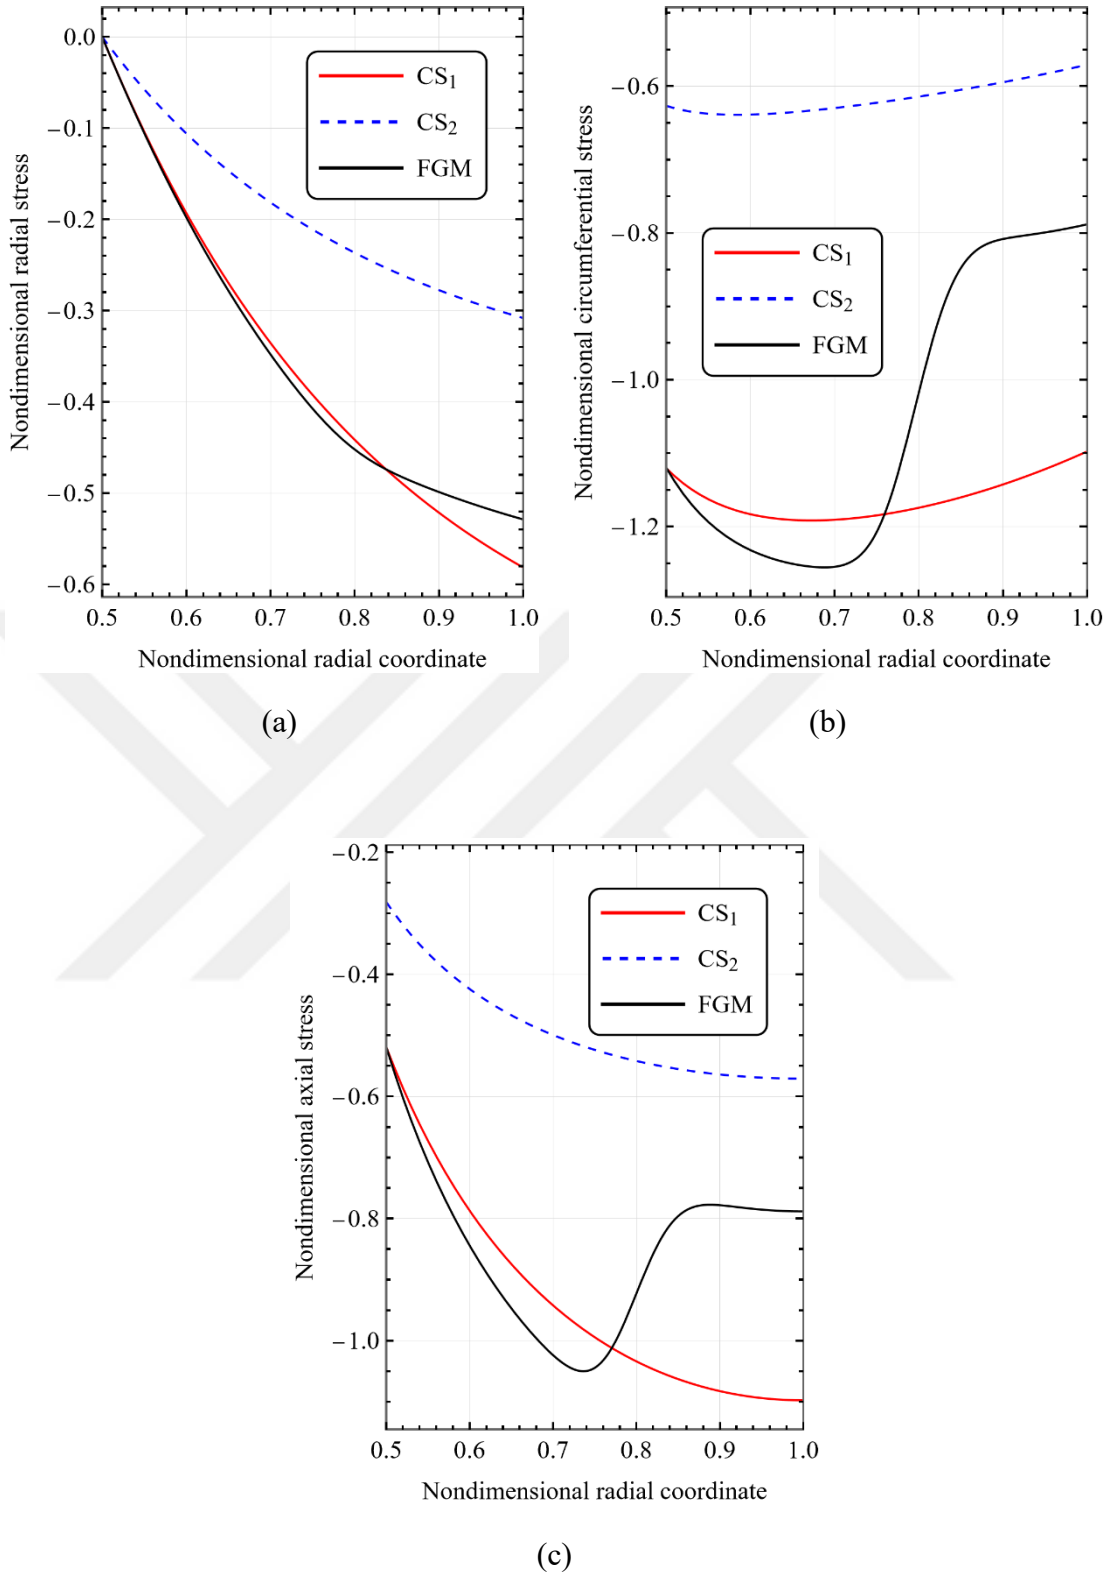 0.0
−0.1
−0.2
−0.3
−0.4
−0.5
−0.6
Nondimensional radial stress
CS1
CS2
FGM
0.5 0.6 0.7 0.8 0.9 1.0
Nondimensional radial coordinate
(a)
−0.6
−0.8
−1.0
−1.2
Nondimensional circumferential stress
CS1
CS2
FGM
0.5 0.6 0.7 0.8 0.9 1.0
Nondimensional radial coordinate
(b)
−0.2
−0.4
−0.6
−0.8
−1.0
Nondimensional axial stress
CS1
CS2
FGM
0.5 0.6 0.7 0.8 0.9 1.0
Nondimensional radial coordinate
(c)